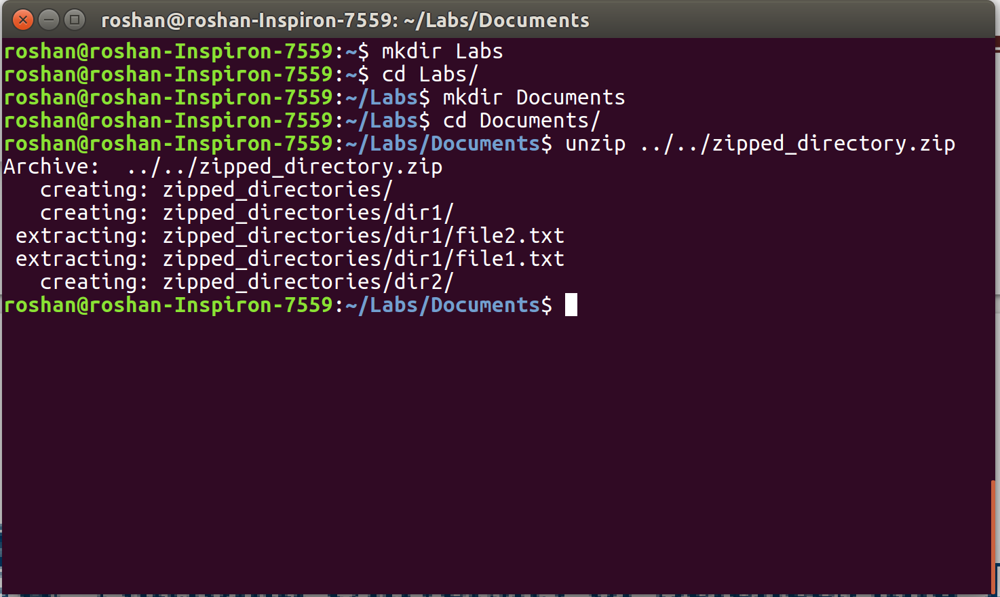 roshan@roshan-Inspiron-7559: ~/Labs/Documents
roshan@roshan-Inspiron-7559:~$ mkdir Labs
roshan@roshan-Inspiron-7559:~$ cd Labs/
roshan@roshan-Inspiron-7559:~/Labs$ mkdir Documents
roshan@roshan-Inspiron-7559:~/Labs$ cd Documents/
roshan@roshan-Inspiron-7559:~/Labs/Documents$ unzip ../../zipped_directory.zip
Archive:  ../../zipped_directory.zip
   creating: zipped_directories/
   creating: zipped_directories/dir1/
 extracting: zipped_directories/dir1/file2.txt
 extracting: zipped_directories/dir1/file1.txt
   creating: zipped_directories/dir2/
roshan@roshan-Inspiron-7559:~/Labs/Documents$